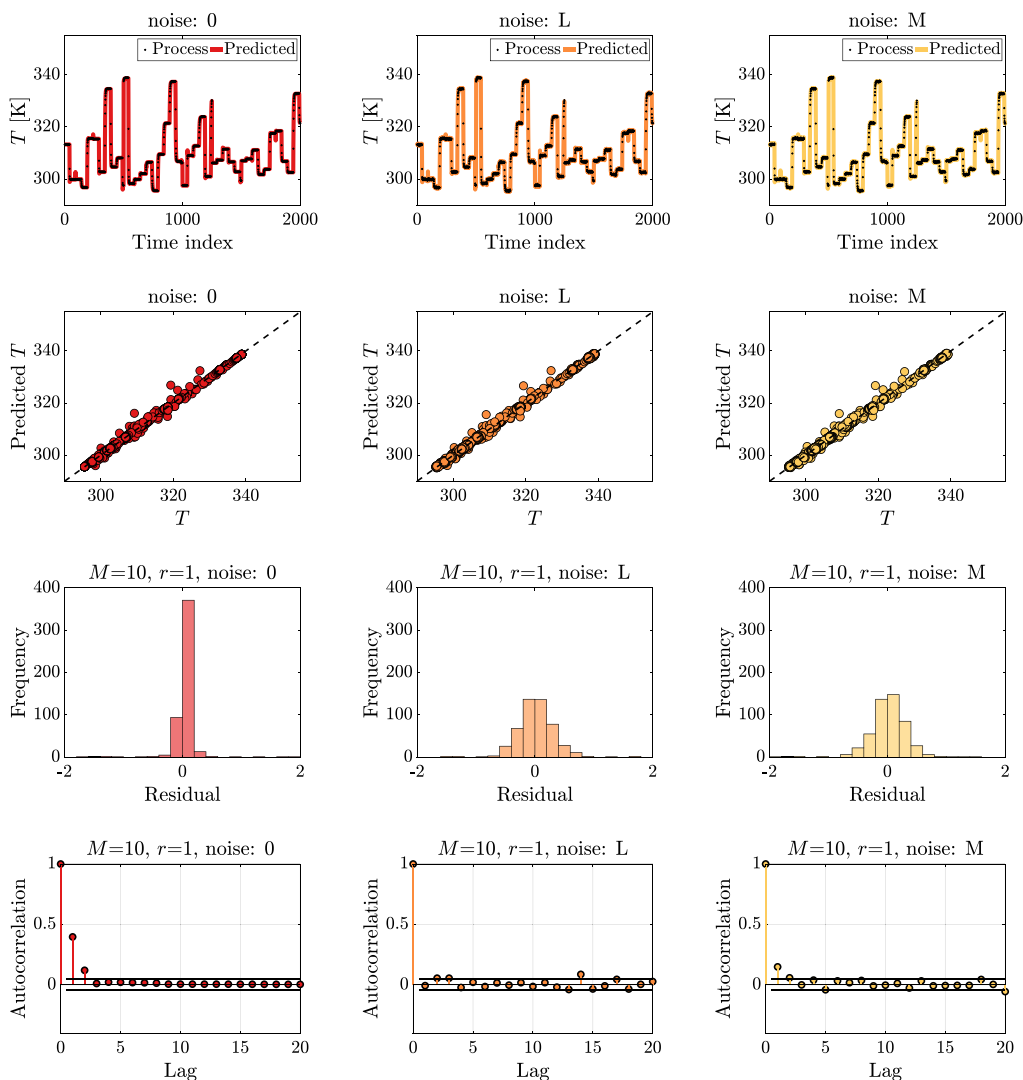 noise: 0
noise: L
noise: M
Process Predicted
Process Predicted
Process Predicted
T [K]
340
320
300
0 1000 2000
Time index
T [K]
340
320
300
0 1000 2000
Time index
T [K]
340
320
300
0 1000 2000
Time index
noise: 0
noise: L
noise: M
Predicted T
340
320
300
300 320 340
T
Predicted T
340
320
300
300 320 340
T
Predicted T
340
320
300
300 320 340
T
M=10, r=1, noise: 0
M=10, r=1, noise: L
M=10, r=1, noise: M
Frequency
400
300
200
100
0
-2 0 2
Residual
Frequency
400
300
200
100
0
-2 0 2
Residual
Frequency
400
300
200
100
0
-2 0 2
Residual
M=10, r=1, noise: 0
M=10, r=1, noise: L
M=10, r=1, noise: M
Autocorrelation
1
0.5
0
0 5 10 15 20
Lag
Autocorrelation
1
0.5
0
0 5 10 15 20
Lag
Autocorrelation
1
0.5
0
0 5 10 15 20
Lag